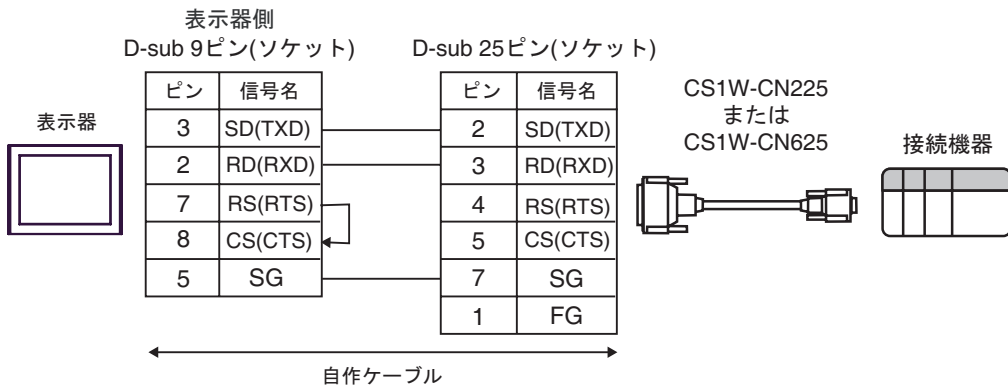 表示器側
D-sub 9ピン(ソケット)
D-sub 25ピン(ソケット)
表示器
ピン 信号名
3 SD(TXD)
2 RD(RXD)
7 RS(RTS)
8 CS(CTS)
5 SG
ピン 信号名
2 SD(TXD)
3 RD(RXD)
4 RS(RTS)
5 CS(CTS)
7 SG
1 FG
CS1W-CN225
または
CS1W-CN625
接続機器
自作ケーブル